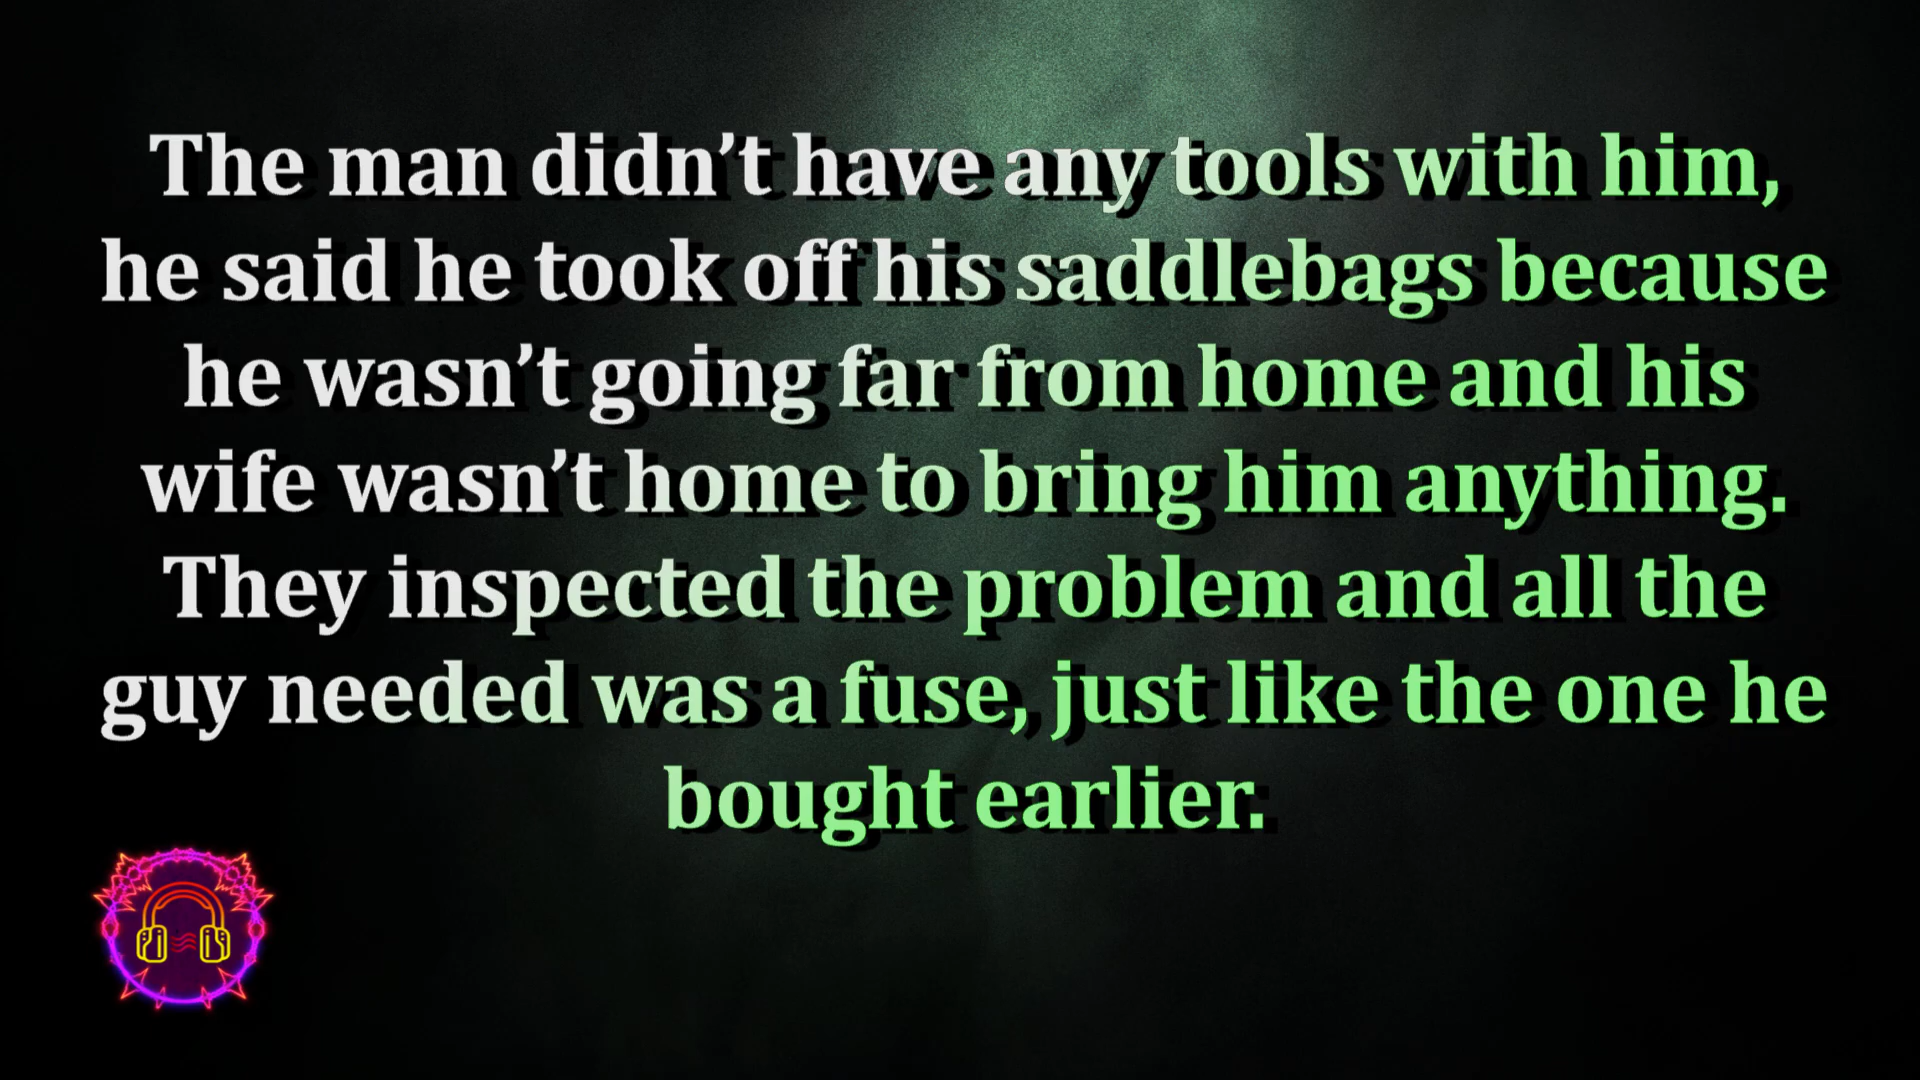 The man didn’t have any tools with him,
he said he took off his saddlebags because
he wasn’t going far from home and his
wife wasn’t home to bring him anything.
They inspected the problem and all the
guy needed was a fuse, just like the one he
bought earlier.